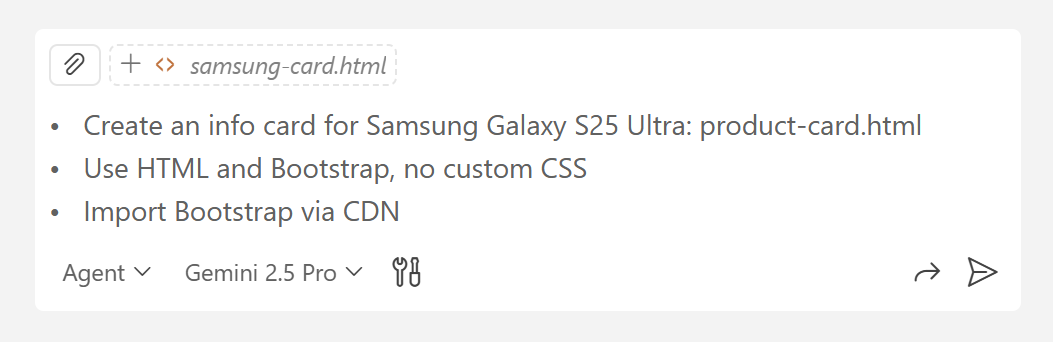 samsung-card.html
• Create an info card for Samsung Galaxy S25 Ultra: product-card.html
• Use HTML and Bootstrap, no custom CSS
• Import Bootstrap via CDN
Agent Gemini 2.5 Pro